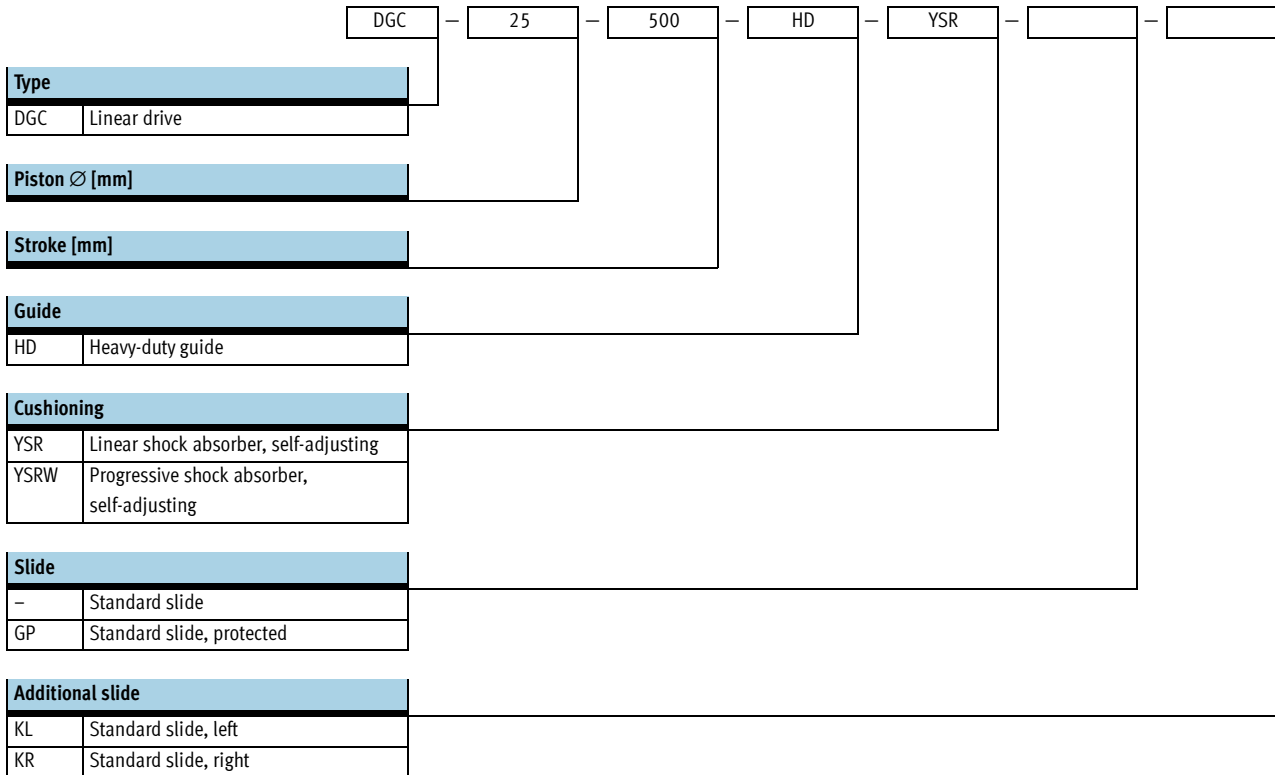 DGC – 25 – 500 – HD – YSR – –
Type
DGC Linear drive
Piston ∅ [mm]
Stroke [mm]
Guide
HD Heavy-duty guide
Cushioning
YSR Linear shock absorber, self-adjusting
YSRW Progressive shock absorber,
self-adjusting
Slide
– Standard slide
GP Standard slide, protected
Additional slide
KL Standard slide, left
KR Standard slide, right